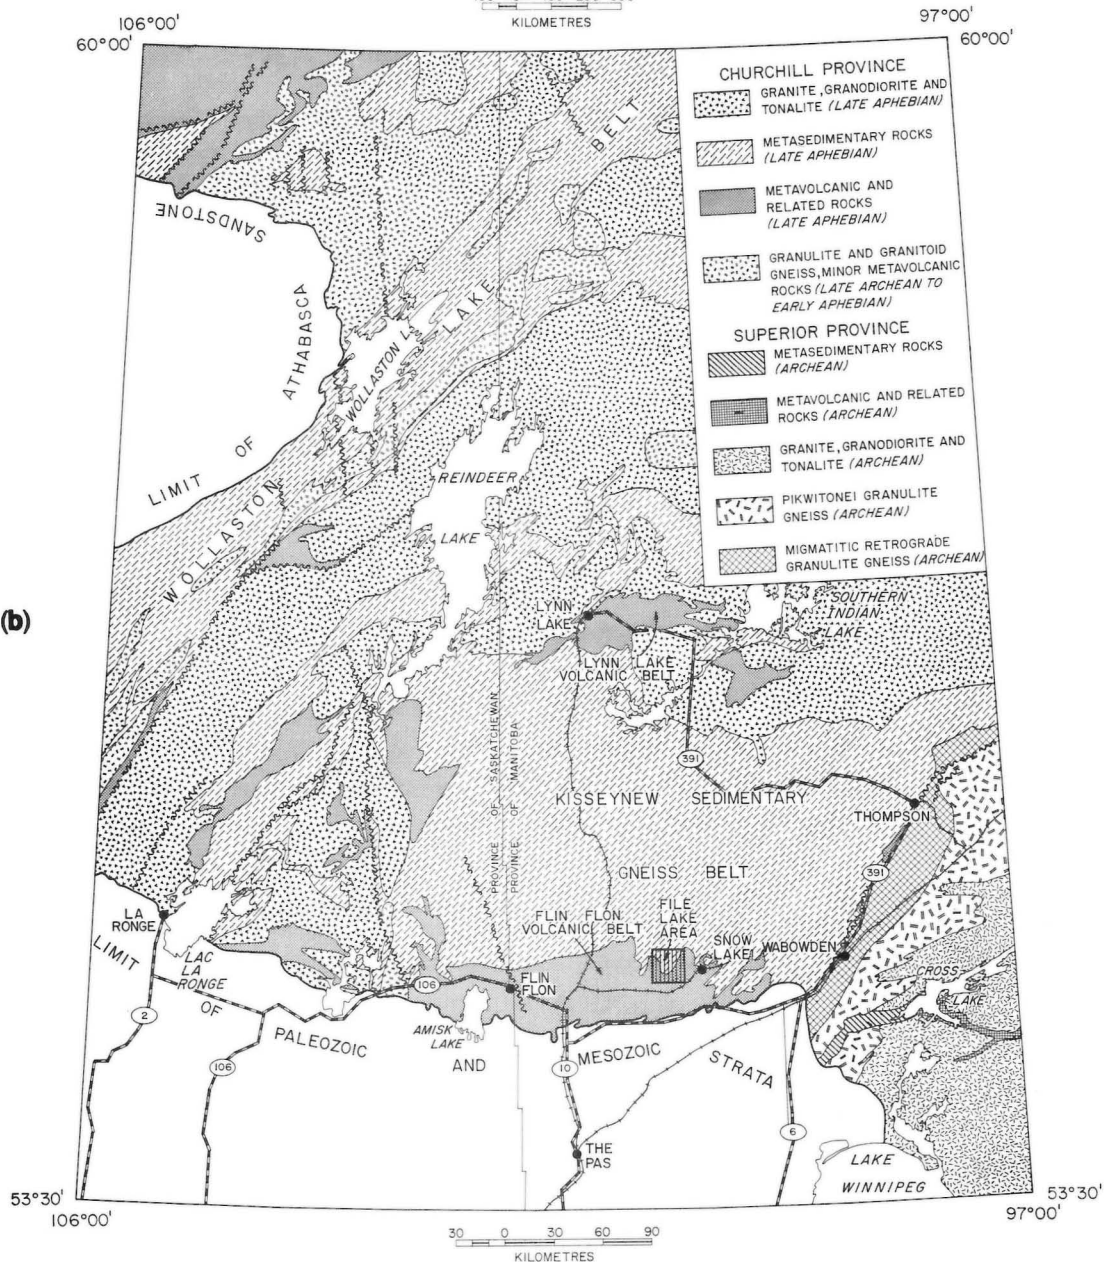 KILOMETRES
106°00'
97°00'
60°00'
60°00'
CHURCHILL PROVINCE
GRANITE, GRANODIORITE AND
TONALITE (LATE APHEBIAN)
METASEDIMENTARY ROCKS
(LATE APHEBIAN)
METAVOLCANIC AND
RELATED ROCKS
(LATE APHEBIAN)
GRANULITE AND GRANITOID
GNEISS, MINOR METAVOLCANIC
ROCKS (LATE ARCHEAN TO
EARLY APHEBIAN)
SUPERIOR PROVINCE
METASEDIMENTARY ROCKS
(ARCHEAN)
METAVOLCANIC AND RELATED
ROCKS (ARCHEAN)
GRANITE, GRANODIORITE AND
TONALITE (ARCHEAN)
PIKWITONEI GRANULITE
GNEISS (ARCHEAN)
MIGMATITIC RETROGRADE
GRANULITE GNEISS (ARCHEAN)
LIMIT OF ATHABASCA SANDSTONE
WOLLASTON LAKE BELT
WOLLASTON L
REINDEER
LAKE
(b)
LYNN
LAKE
SOUTHERN
INDIAN
LAKE
LYNN LAKE
VOLCANIC BELT
PROVINCE OF SASKATCHEWAN
PROVINCE OF MANITOBA
391
KISSEYNEW SEDIMENTARY
GNEISS BELT
THOMPSON
391
LA
RONGE
LAC
LA
RONGE
FLIN FLON
VOLCANIC BELT
FILE
LAKE
AREA
SNOW
LAKE
WABOWDEN
CROSS
LAKE
106
FLIN
FLON
AMISK
LAKE
2
106
10
6
LIMIT OF PALEOZOIC AND MESOZOIC STRATA
THE
PAS
LAKE
WINNIPEG
53°30'
53°30'
106°00'
97°00'
30 0 30 60 90
KILOMETRES